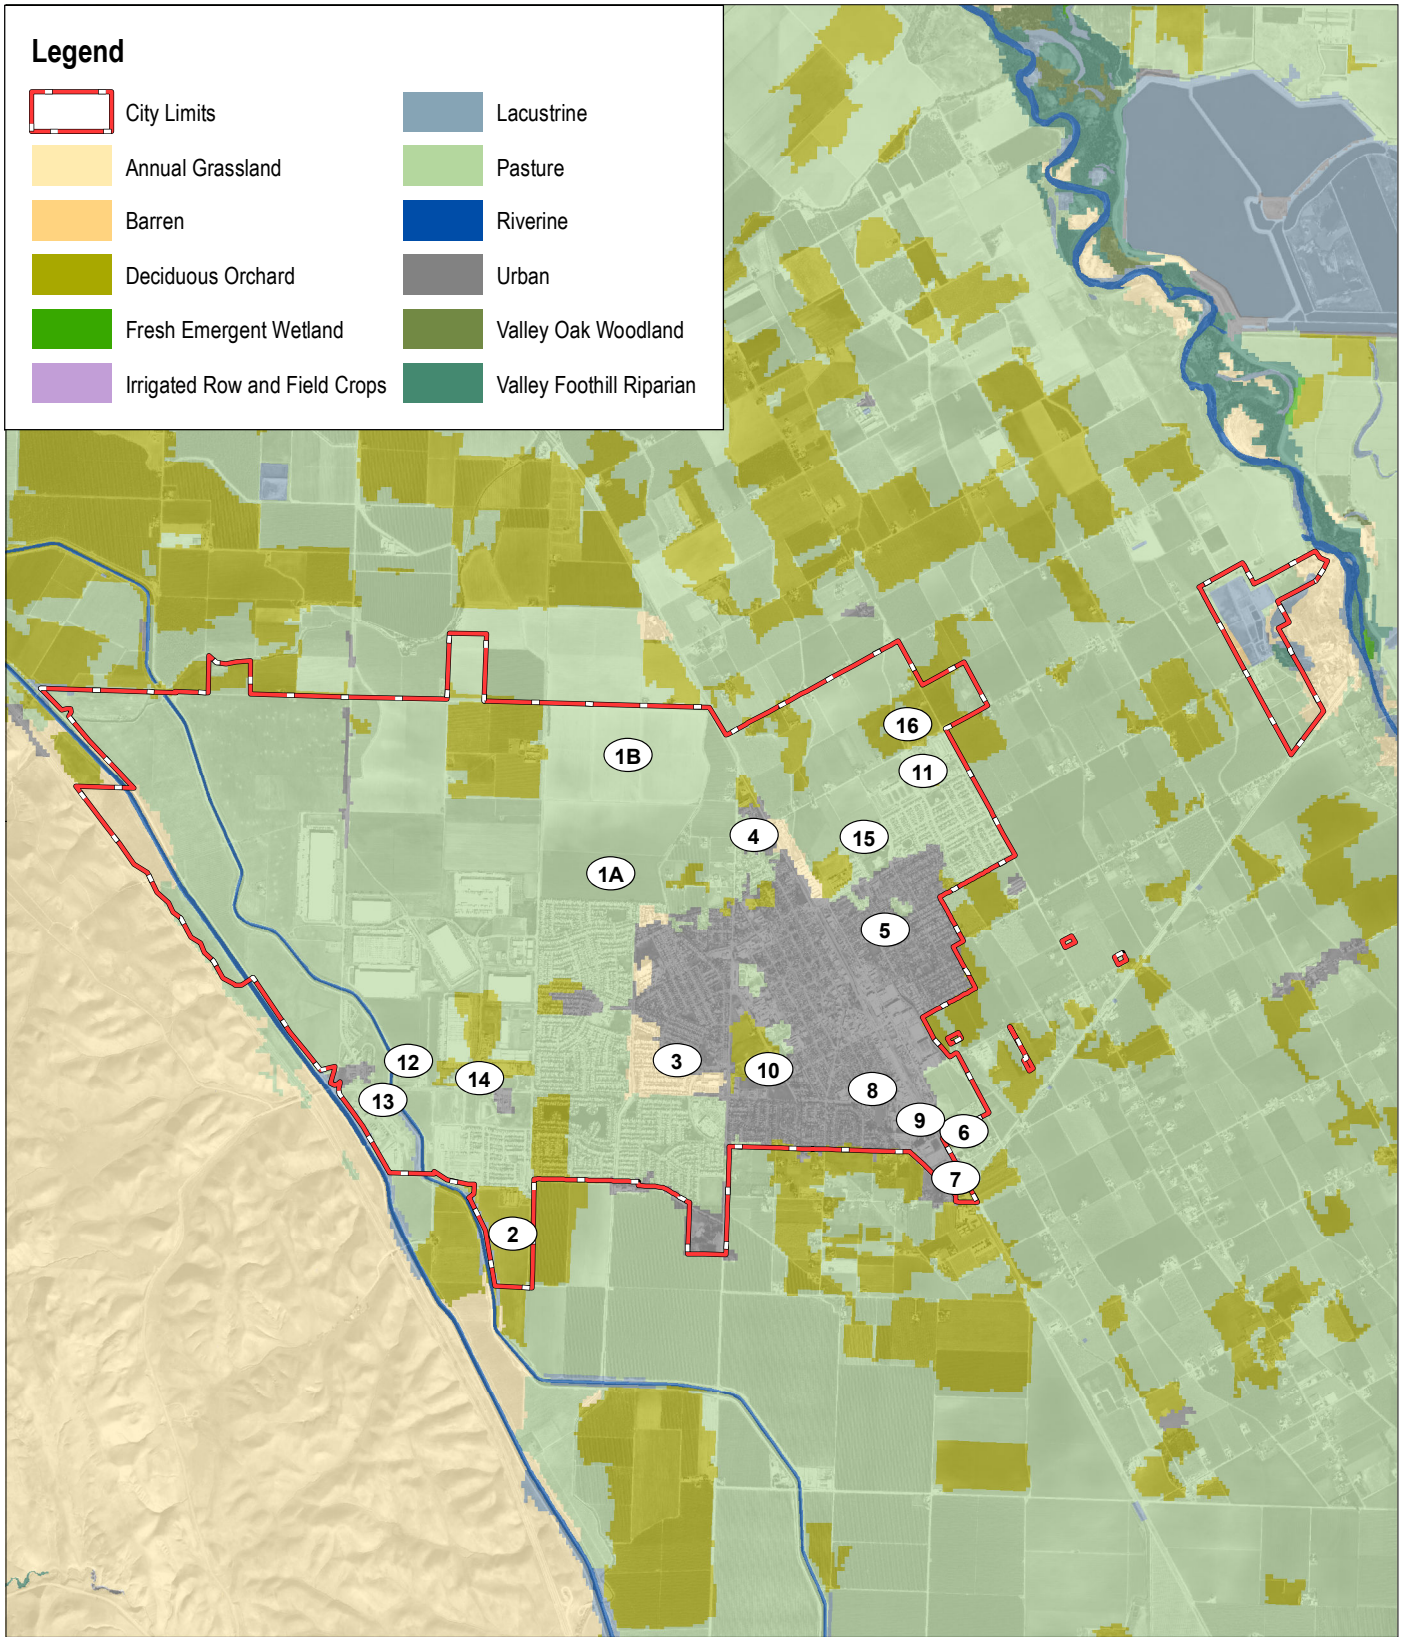 Legend
City Limits
Annual Grassland
Barren
Deciduous Orchard
Fresh Emergent Wetland
Irrigated Row and Field Crops
Lacustrine
Pasture
Riverine
Urban
Valley Oak Woodland
Valley Foothill Riparian
16
1B
11
4
15
1A
5
12
3
10
14
8
13
9
6
7
2